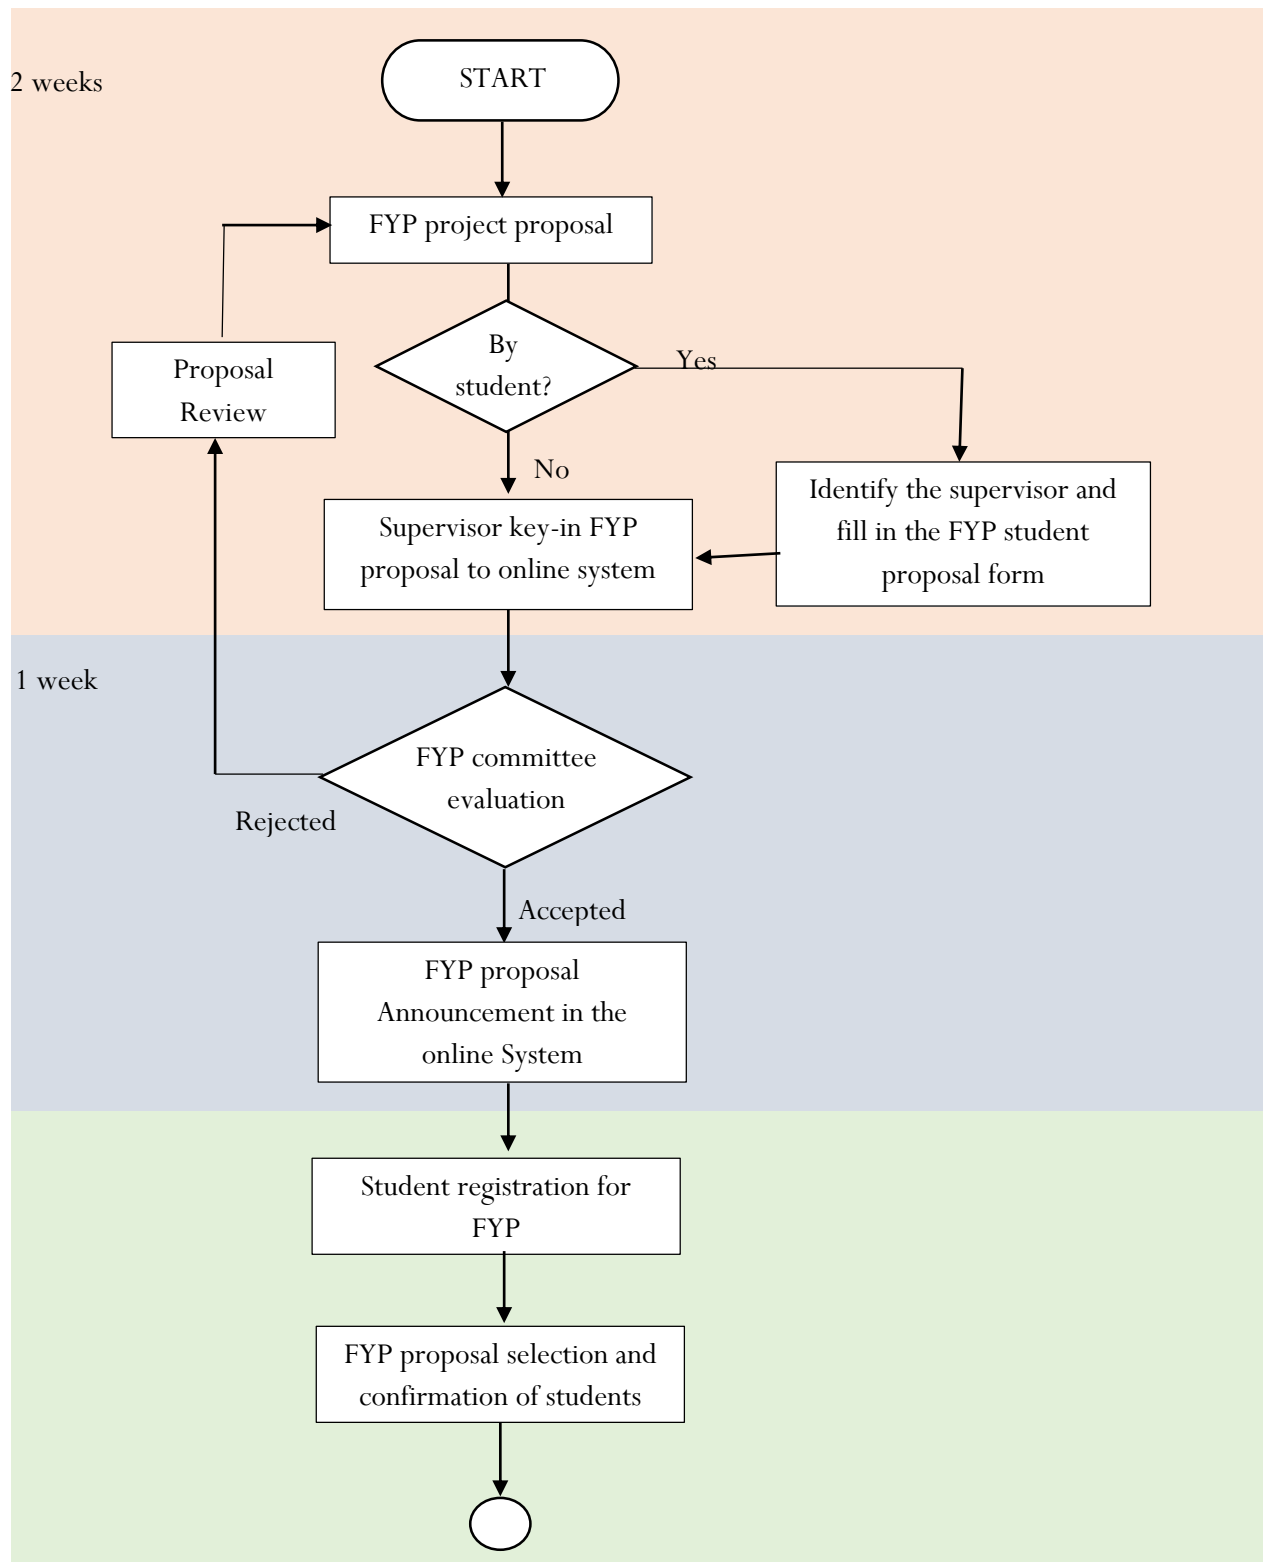 2 weeks
START
FYP project proposal
By
student?
Yes
Proposal
Review
No
Identify the supervisor and
fill in the FYP student
proposal form
Supervisor key-in FYP
proposal to online system
1 week
FYP committee
evaluation
Rejected
Accepted
FYP proposal
Announcement in the
online System
Student registration for
FYP
FYP proposal selection and
confirmation of students